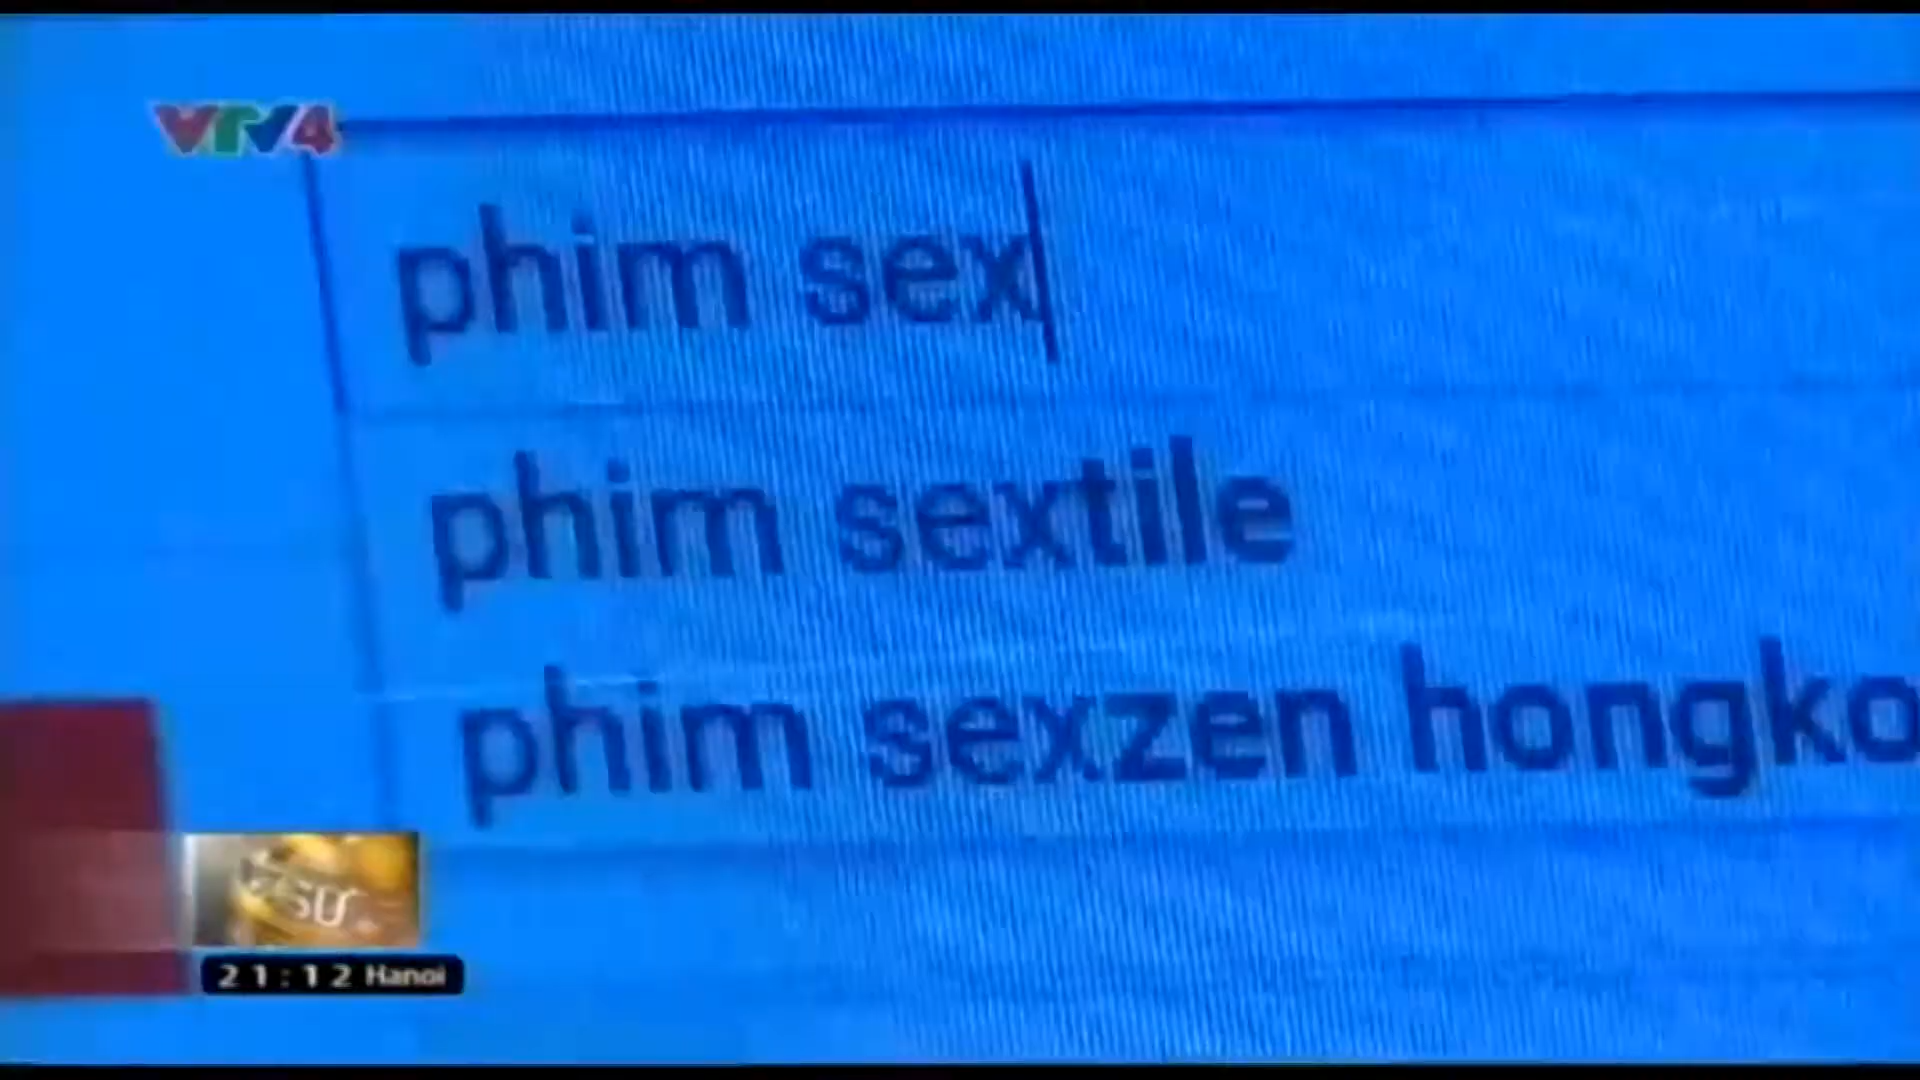 VTV4
phim sex
phim sextile
phim sexzen hongko
21:12 Hanoi